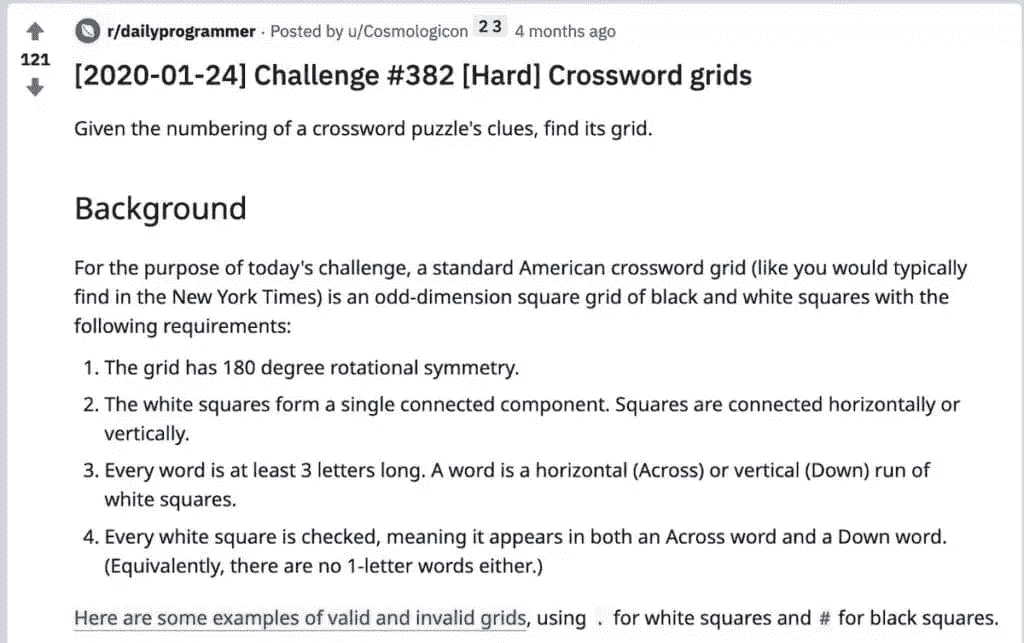 r/dailyprogrammer · Posted by u/Cosmologicon 2 3 4 months ago
121
[2020-01-24] Challenge #382 [Hard] Crossword grids
Given the numbering of a crossword puzzle's clues, find its grid.
Background
For the purpose of today's challenge, a standard American crossword grid (like you would typically
find in the New York Times) is an odd-dimension square grid of black and white squares with the
following requirements:
1. The grid has 180 degree rotational symmetry.
2. The white squares form a single connected component. Squares are connected horizontally or
vertically.
3. Every word is at least 3 letters long. A word is a horizontal (Across) or vertical (Down) run of
white squares.
4. Every white square is checked, meaning it appears in both an Across word and a Down word.
(Equivalently, there are no 1-letter words either.)
Here are some examples of valid and invalid grids, using . for white squares and # for black squares.